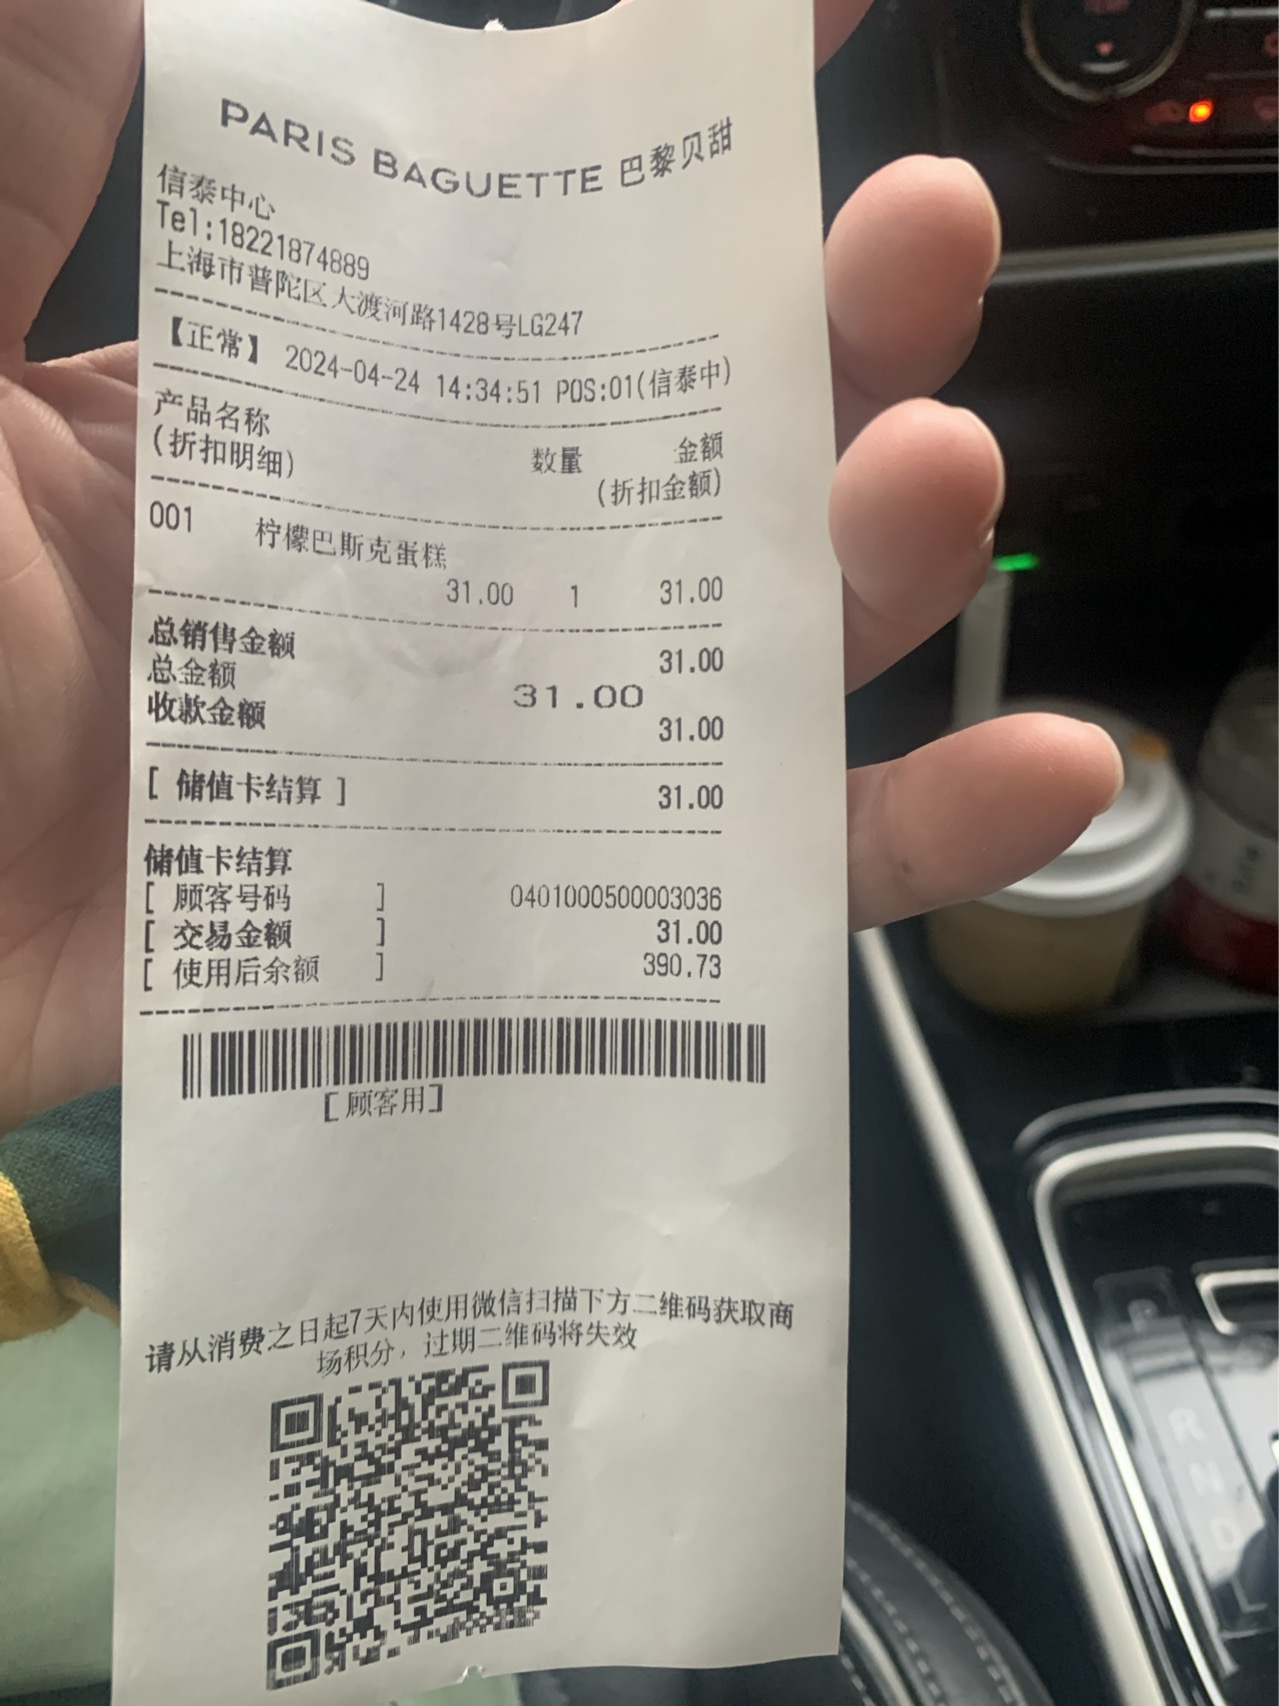 PARIS BAGUETTE 巴黎贝甜
信泰中心
Tel:18221874889
上海市普陀区大渡河路1428号LG247
【正常】 2024-04-24 14:34:51 POS:01(信泰中)
产品名称 数量 金额
(折扣明细) (折扣金额)
001 柠檬巴斯克蛋糕
31.00 1 31.00
总销售金额 31.00
总金额 31.00
收款金额 31.00
[ 储值卡结算 ] 31.00
储值卡结算
[ 顾客号码 ] 0401000500003036
[ 交易金额 ] 31.00
[ 使用后余额 ] 390.73
[顾客用]
请从消费之日起7天内使用微信扫描下方二维码获取商
场积分，过期二维码将失效
P
R
N
D